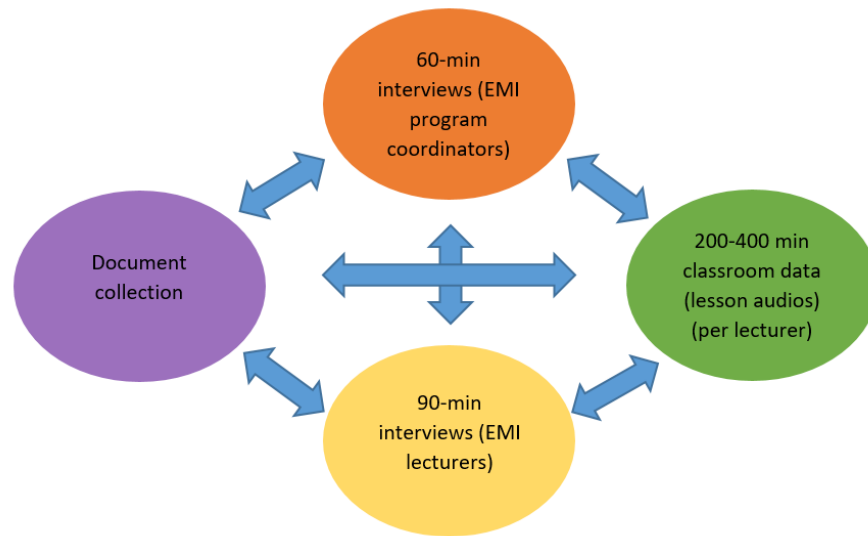 60-min
interviews (EMI
program
coordinators)
Document
collection
200-400 min
classroom data
(lesson audios)
(per lecturer)
90-min
interviews (EMI
lecturers)